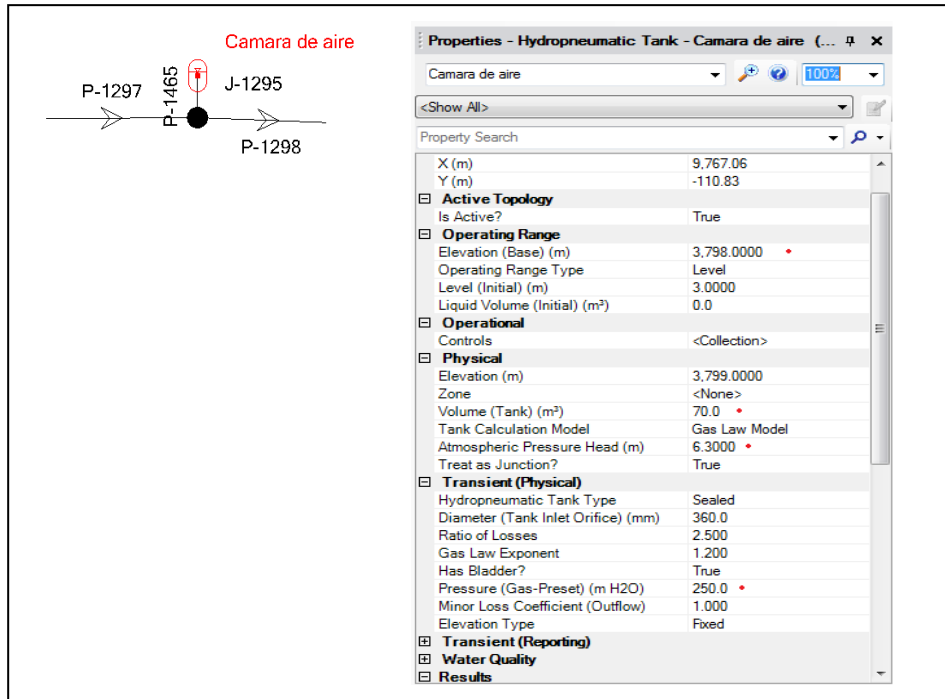 Camara de aire
P-1297
P-1465
J-1295
P-1298
Properties - Hydropneumatic Tank - Camara de aire (...
Camara de aire
100%
<Show All>
Property Search
X (m) 9,767.06
Y (m) -110.83
Active Topology
Is Active? True
Operating Range
Elevation (Base) (m) 3,798.0000
Operating Range Type Level
Level (Initial) (m) 3.0000
Liquid Volume (Initial) (m³) 0.0
Operational
Controls <Collection>
Physical
Elevation (m) 3,799.0000
Zone <None>
Volume (Tank) (m³) 70.0
Tank Calculation Model Gas Law Model
Atmospheric Pressure Head (m) 6.3000
Treat as Junction? True
Transient (Physical)
Hydropneumatic Tank Type Sealed
Diameter (Tank Inlet Orifice) (mm) 360.0
Ratio of Losses 2.500
Gas Law Exponent 1.200
Has Bladder? True
Pressure (Gas-Preset) (m H2O) 250.0
Minor Loss Coefficient (Outflow) 1.000
Elevation Type Fixed
Transient (Reporting)
Water Quality
Results